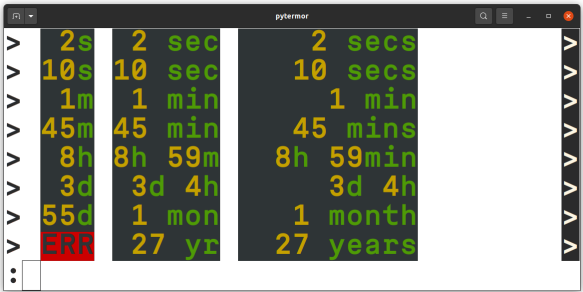 pytermor
> 2s 2 sec 2 secs >
> 10s 10 sec 10 secs >
> 1m 1 min 1 min >
> 45m 45 min 45 mins >
> 8h 8h 59m 8h 59min >
> 3d 3d 4h 3d 4h >
> 55d 1 mon 1 month >
> ERR 27 yr 27 years >
: